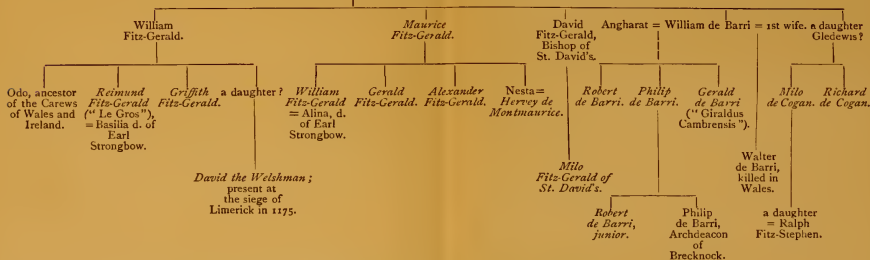 William
Fitz-Gerald.
Maurice
Fitz-Gerald.
David
Fitz-Gerald,
Bishop of
St. David's.
Angharat = William de Barri = 1st wife.
a daughter
Gledewis?
Odo, ancestor
of the Carews
of Wales and
Ireland.
Reimund
Fitz-Gerald
("Le Gros"),
= Basilia d. of
Earl
Strongbow.
Griffith
Fitz-Gerald.
a daughter?
William
Fitz-Gerald
= Alina, d.
of Earl
Strongbow.
Gerald
Fitz-Gerald.
Alexander
Fitz-Gerald.
Nesta=
Hervey de
Montmaurice.
Robert
de Barri.
Philip
de Barri.
Gerald
de Barri
("Giraldus
Cambrensis").
Milo
de Cogan.
Richard
de Cogan.
David the Welshman;
present at
the siege of
Limerick in 1175.
Milo
Fitz-Gerald of
St. David's.
Walter
de Barri,
killed in
Wales.
Robert
de Barri,
junior.
Philip
de Barri,
Archdeacon
of
Brecknock.
a daughter
= Ralph
Fitz-Stephen.